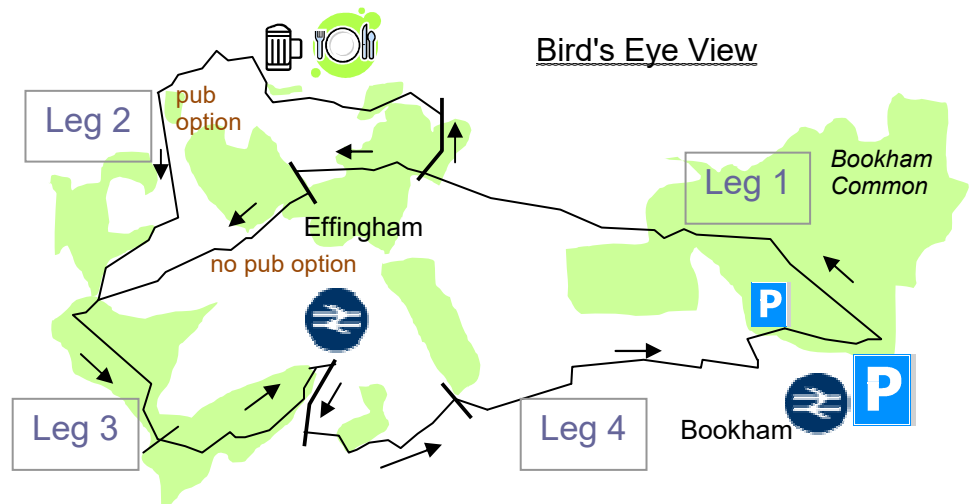 Bird's Eye View
pub
option
Leg 2
Bookham
Common
Leg 1
Effingham
no pub option
P
P
Leg 3
Leg 4
Bookham